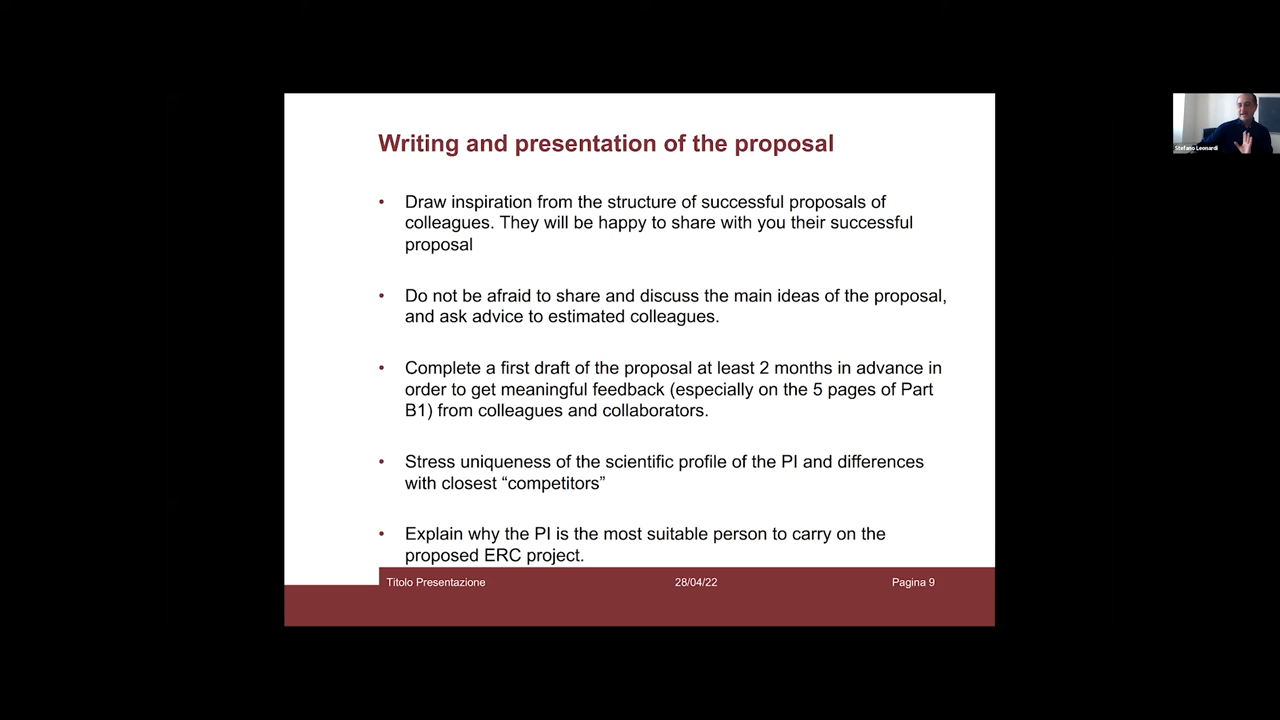 Writing and presentation of the proposal
• Draw inspiration from the structure of successful proposals of
colleagues. They will be happy to share with you their successful
proposal
• Do not be afraid to share and discuss the main ideas of the proposal,
and ask advice to estimated colleagues.
• Complete a first draft of the proposal at least 2 months in advance in
order to get meaningful feedback (especially on the 5 pages of Part
B1) from colleagues and collaborators.
• Stress uniqueness of the scientific profile of the PI and differences
with closest “competitors”
• Explain why the PI is the most suitable person to carry on the
proposed ERC project.
Titolo Presentazione
28/04/22
Pagina 9
Stefano Leonardi